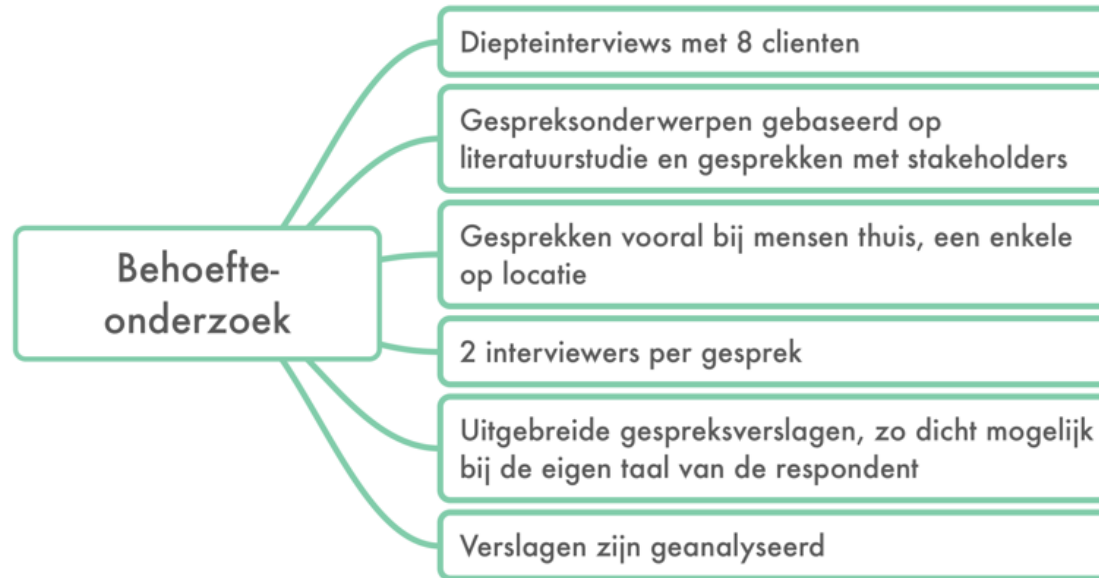 Diepteinterviews met 8 clienten
Gespreksonderwerpen gebaseerd op
literatuurstudie en gesprekken met stakeholders
Gesprekken vooral bij mensen thuis, een enkele
op locatie
Behoefte-
onderzoek
2 interviewers per gesprek
Uitgebreide gespreksverslagen, zo dicht mogelijk
bij de eigen taal van de respondent
Verslagen zijn geanalyseerd